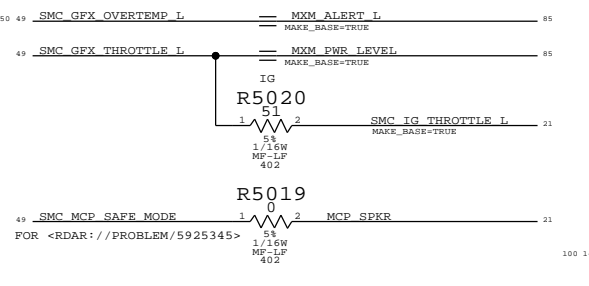 50 49 SMC_GFX_OVERTEMP_L MXM_ALERT_L 85
MAKE_BASE=TRUE
49 SMC_GFX_THROTTLE_L MXM_PWR_LEVEL 85
MAKE_BASE=TRUE
IG
R5020
51
1 2 SMC_IG_THROTTLE_L 21
MAKE_BASE=TRUE
5%
1/16W
MF-LF
402
R5019
0
49 SMC_MCP_SAFE_MODE 1 2 MCP_SPKR 21
FOR <RDAR://PROBLEM/5925345>
5%
1/16W
MF-LF
402
100 1